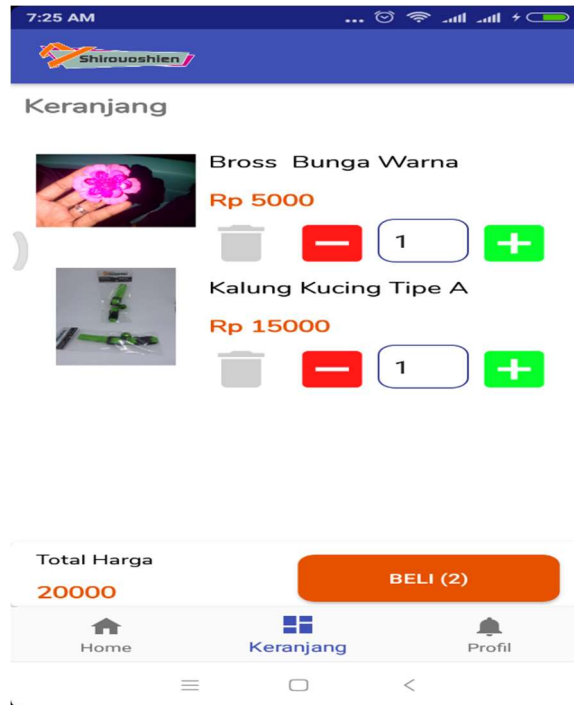 7:25 AM
Shirouoshien
Keranjang
Bross Bunga Warna
Rp 5000
1
Kalung Kucing Tipe A
Rp 15000
1
Total Harga
20000
BELI (2)
Home
Keranjang
Profil